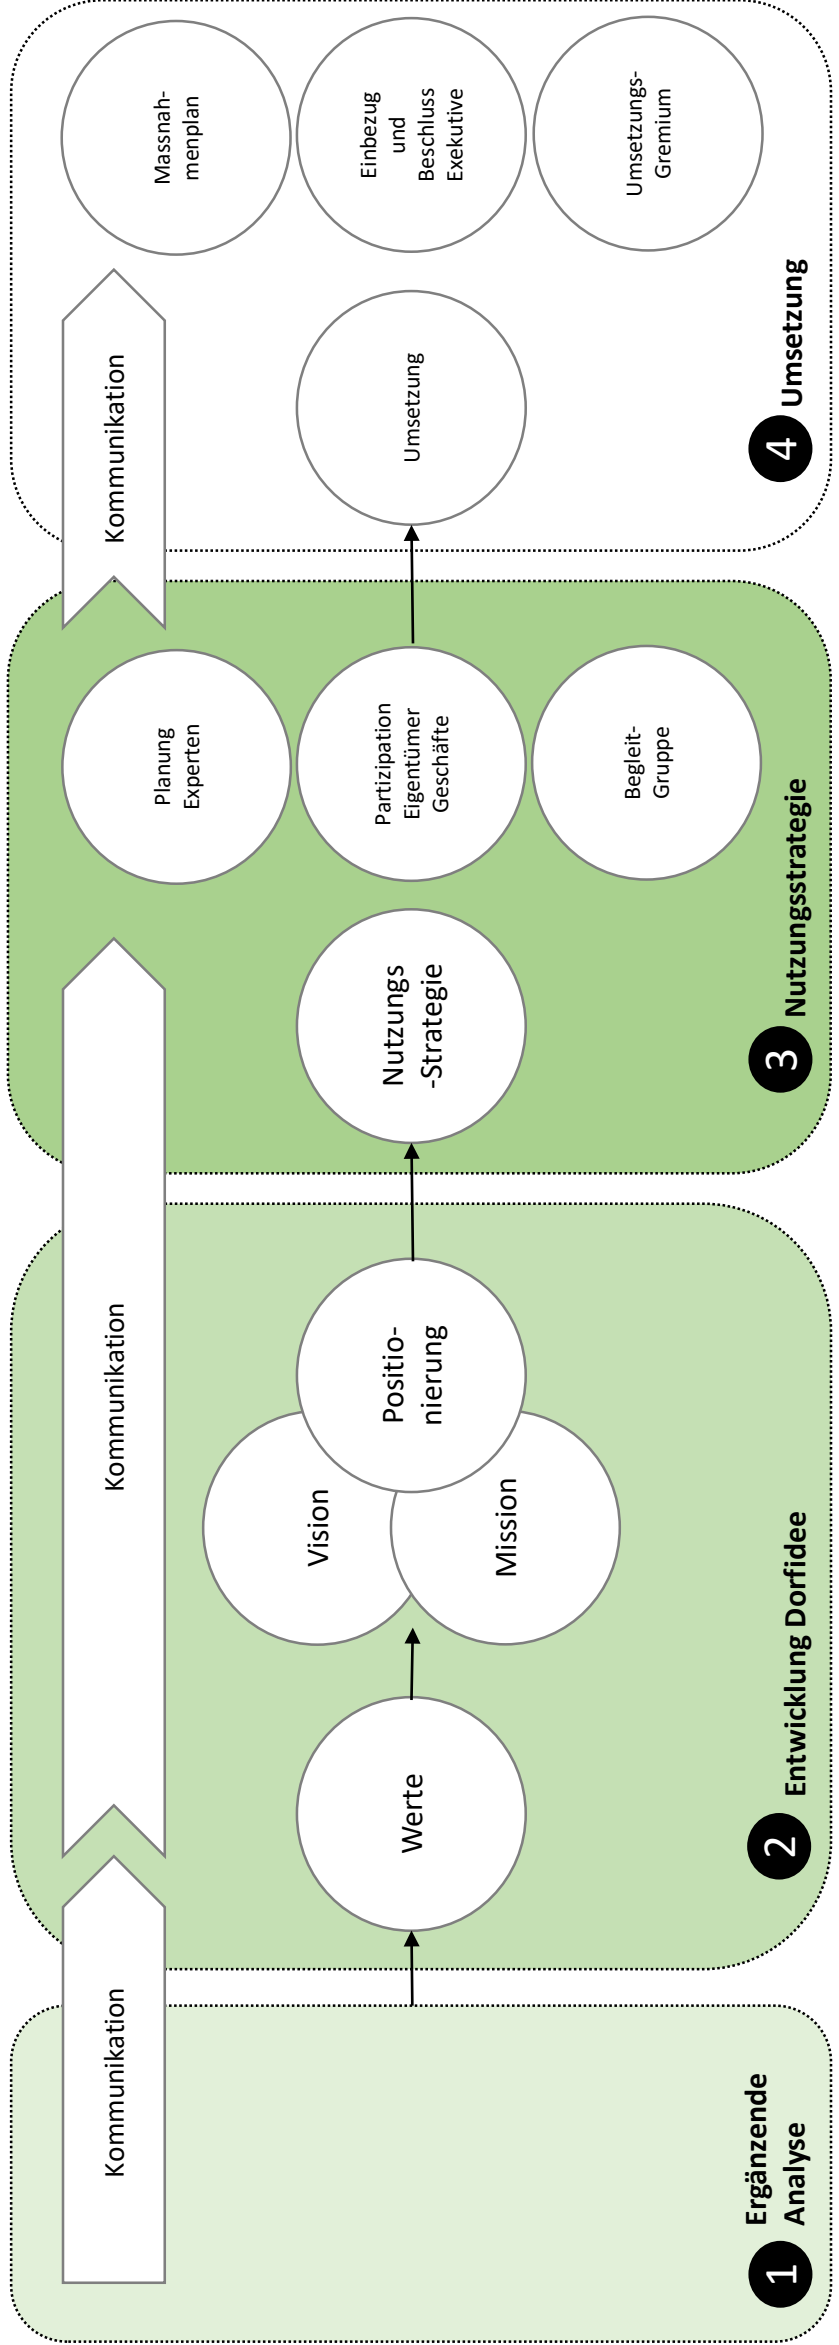 Kommunikation
1
Ergänzende
Analyse
Kommunikation
Werte
Vision
Mission
Positio-
nierung
2
Entwicklung Dorfidee
Nutzungs
-Strategie
Planung
Experten
Partizipation
Eigentümer
Geschäfte
Begleit-
Gruppe
3
Nutzungsstrategie
Kommunikation
Umsetzung
Massnah-
menplan
Einbezug
und
Beschluss
Exekutive
Umsetzungs-
Gremium
4
Umsetzung